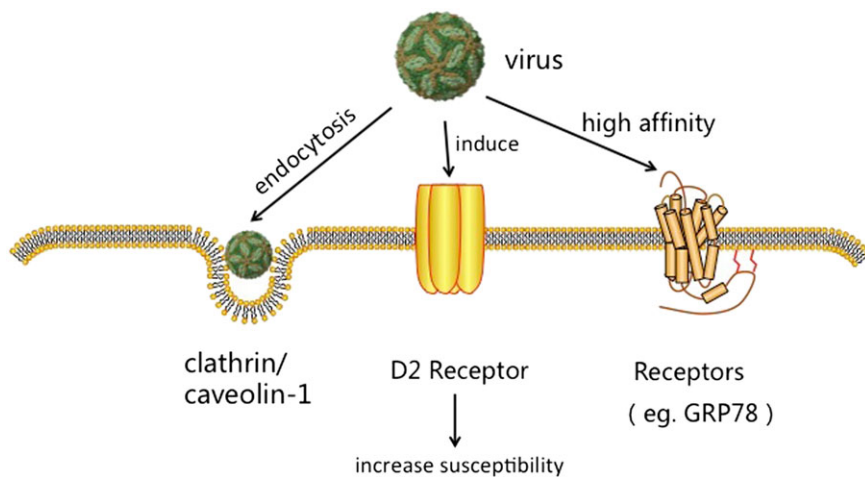 virus
endocytosis
induce
high affinity
clathrin/
caveolin-1
D2 Receptor
Receptors
( eg. GRP78 )
increase susceptibility